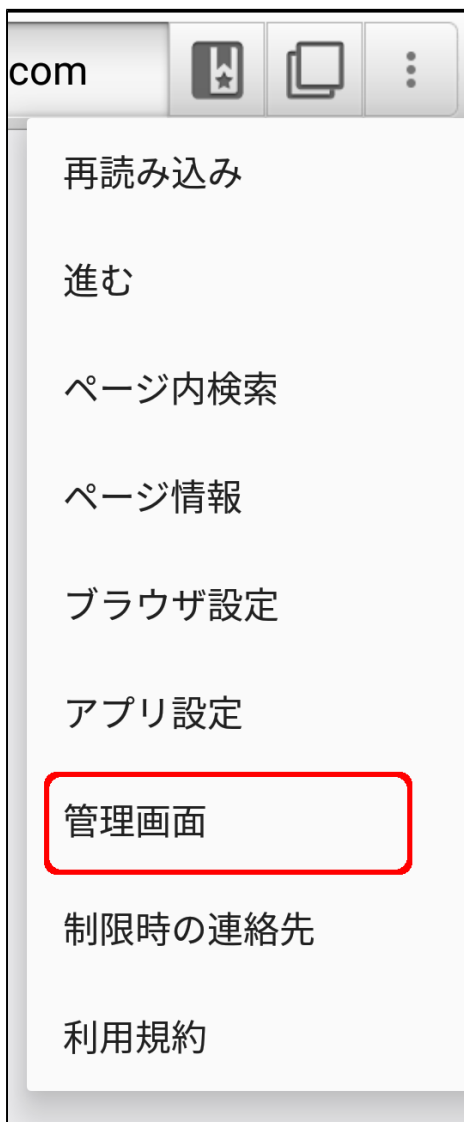 com
再読み込み
進む
ページ内検索
ページ情報
ブラウザ設定
アプリ設定
管理画面
制限時の連絡先
利用規約